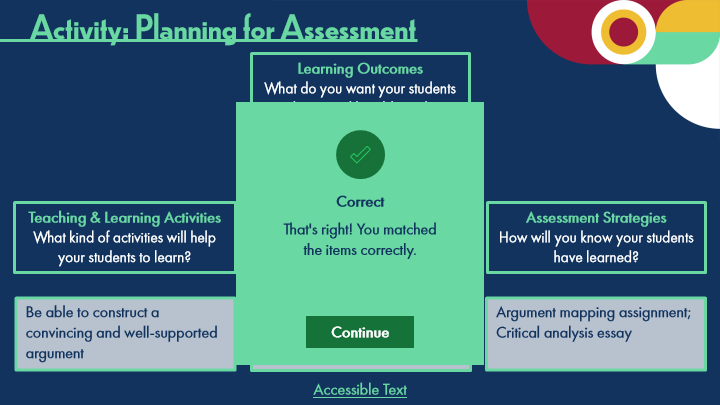 Activity: Planning for Assessment
Learning Outcomes
What do you want your students
Correct
That's right! You matched
the items correctly.
Continue
Teaching & Learning Activities
What kind of activities will help
your students to learn?
Assessment Strategies
How will you know your students
have learned?
Be able to construct a
convincing and well-supported
argument
Argument mapping assignment;
Critical analysis essay
Accessible Text